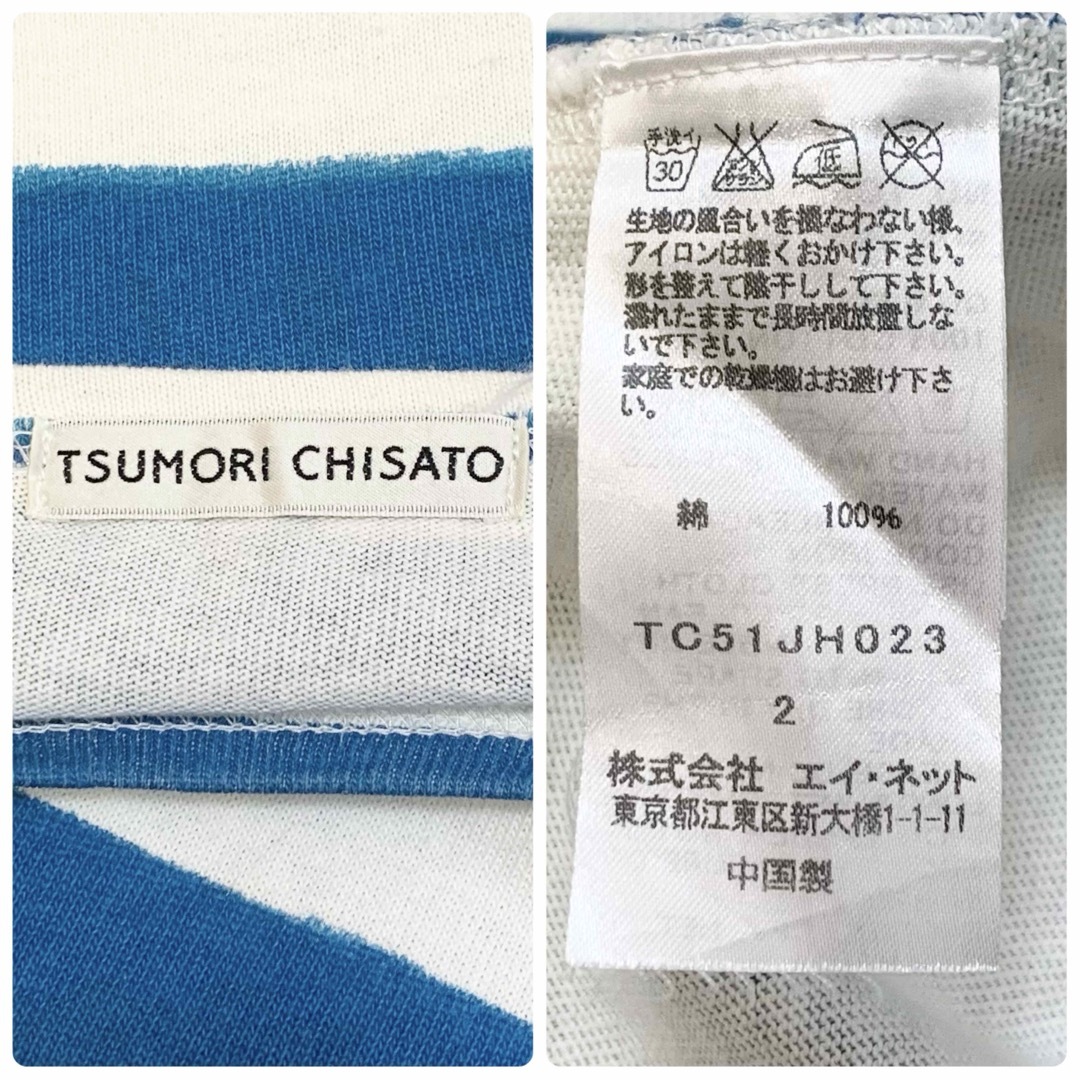 TSUMORI CHISATO
手洗イ
30
低
生地の風合いを損なわない様、
アイロンは軽くおかけ下さい。
形を整えて陰干しして下さい。
濡れたままで長時間放置しな
いで下さい。
家庭での乾燥機はお避け下さ
い。
綿 100%
TC51JH023
2
株式会社 エイ・ネット
東京都江東区新大橋1-1-11
中国製